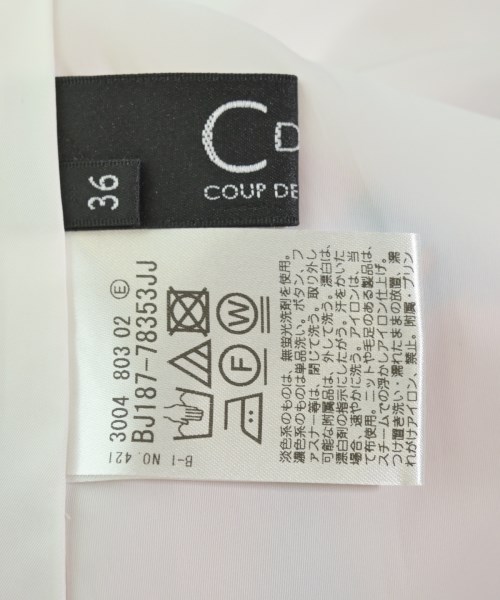 C D
COUP DE
36
3004 803 02 E
BJ187-78353JJ
F W
B-1 NO. 421
淡色系のものは、無蛍光洗剤を使用。
濃色系のものは単品洗い。ボタン、フ
ァスナー等は、閉じて洗う。取り外し
可能な附属品は、外して洗う。漂白は、
漂白剤の指示にしたがう。汗をかいた
場合、速やかに洗う。アイロンは、当
て布使用。ニットや毛足のある製品は、
スチームでの浮かしアイロン仕上げ。
つけ置き洗い・濡れたままの放置、濡
れがけアイロン、禁止。附属・プリン